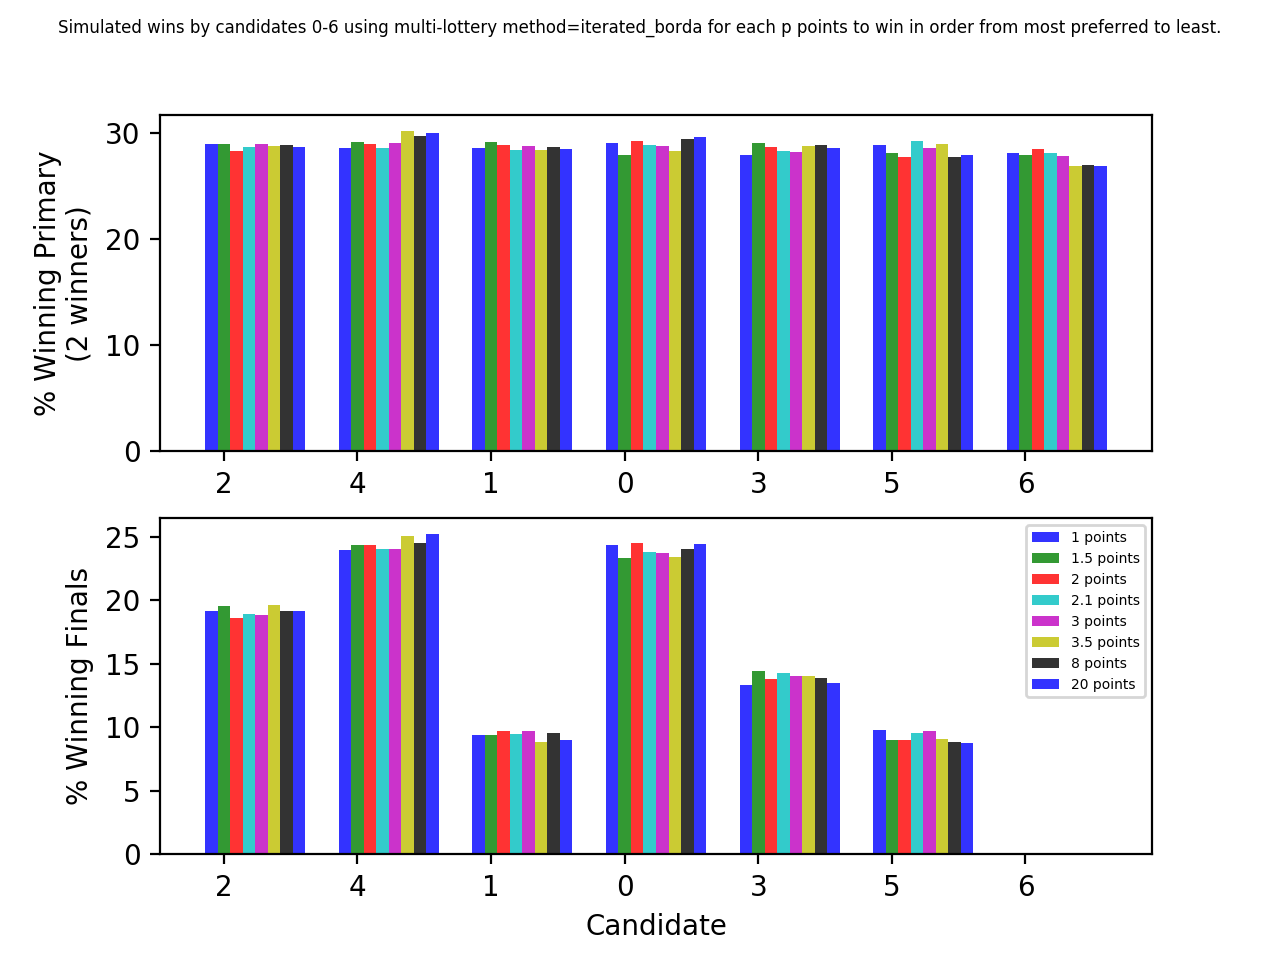 Simulated wins by candidates 0-6 using multi-lottery method=iterated_borda for each p points to win in order from most preferred to least.
% Winning Primary
(2 winners)
30
20
10
0
2 4 1 0 3 5 6
% Winning Finals
25
20
15
10
5
0
1 points
1.5 points
2 points
2.1 points
3 points
3.5 points
8 points
20 points
2 4 1 0 3 5 6
Candidate